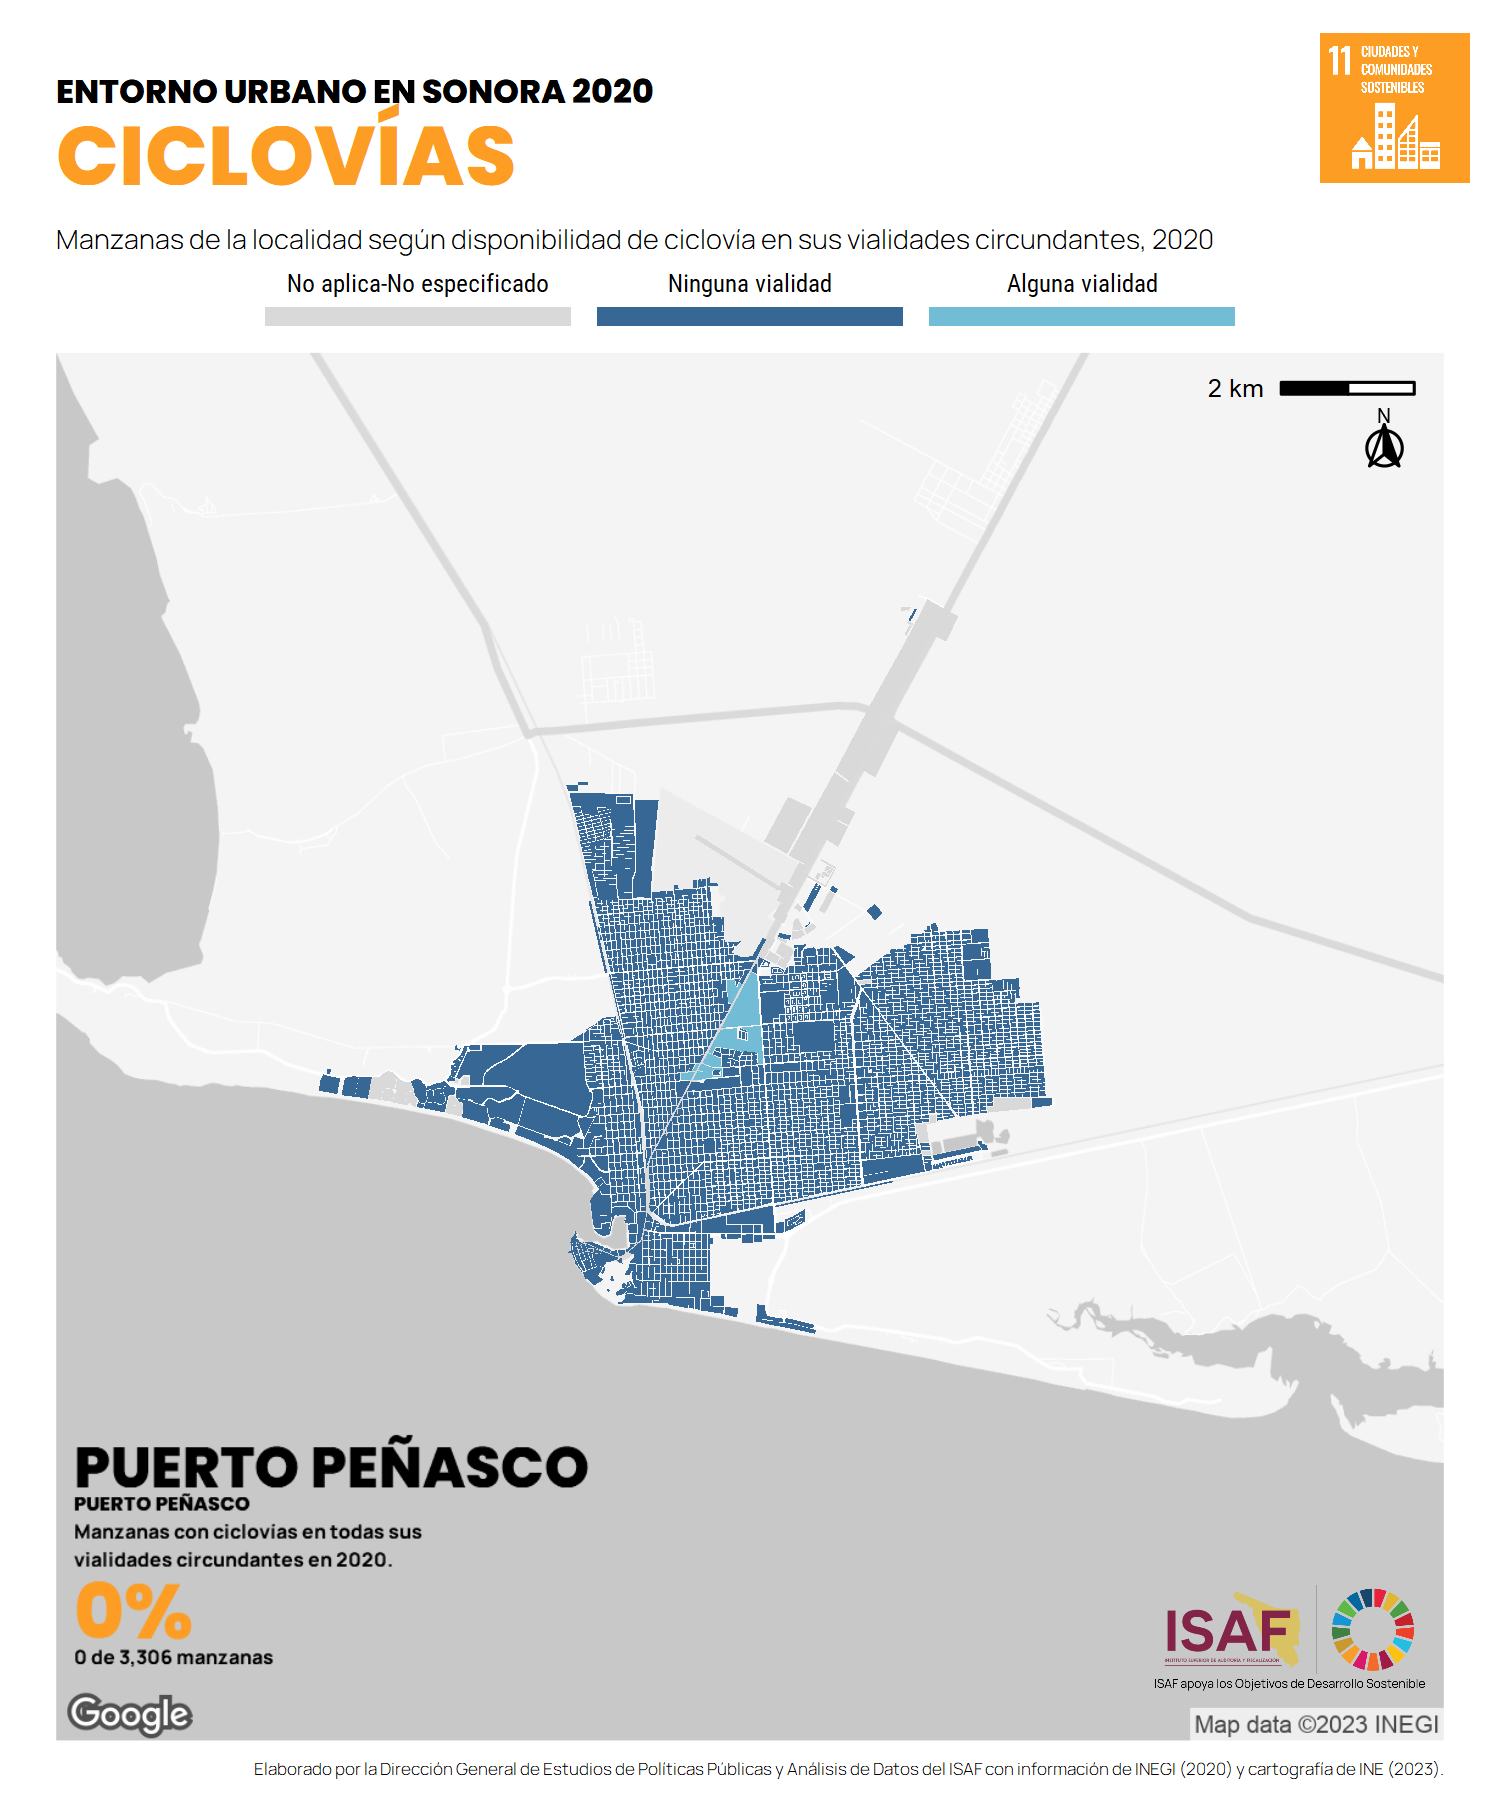 ENTORNO URBANO EN SONORA 2020
CICLOVÍAS
11 CIUDADES Y
COMUNIDADES
SOSTENIBLES
Manzanas de la localidad según disponibilidad de ciclovía en sus vialidades circundantes, 2020
No aplica-No especificado
Ninguna vialidad
Alguna vialidad
2 km
N
PUERTO PEÑASCO
PUERTO PEÑASCO
Manzanas con ciclovias en todas sus
vialidades circundantes en 2020.
0%
0 de 3,306 manzanas
ISAF
INSTITUTO SUPERIOR DE AUDITORÍA Y FISCALIZACIÓN
ISAF apoya los Objetivos de Desarrollo Sostenible
Google
Map data ©2023 INEGI
Elaborado por la Dirección General de Estudios de Políticas Públicas y Análisis de Datos del ISAF con información de INEGI (2020) y cartografía de INE (2023).